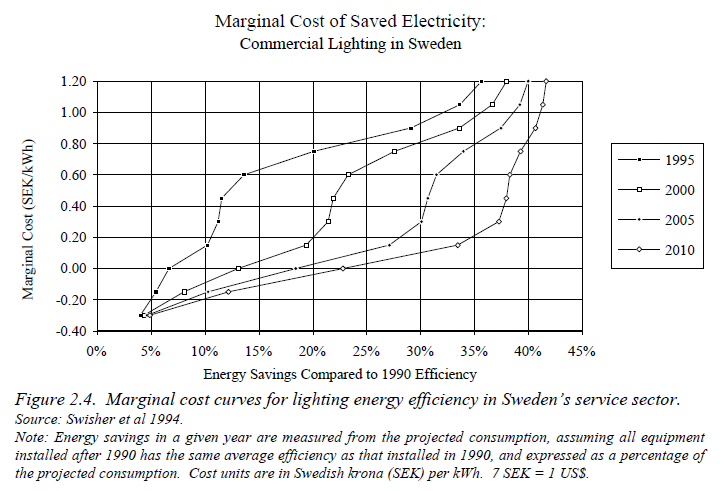 Marginal Cost of Saved Electricity:
Commercial Lighting in Sweden
1.20
1.00
0.80
0.60
0.40
0.20
0.00
-0.20
-0.40
Marginal Cost (SEK/kWh)
0% 5% 10% 15% 20% 25% 30% 35% 40% 45%
Energy Savings Compared to 1990 Efficiency
1995
2000
2005
2010
Figure 2.4. Marginal cost curves for lighting energy efficiency in Sweden's service sector.
Source: Swisher et al 1994.
Note: Energy savings in a given year are measured from the projected consumption, assuming all equipment
installed after 1990 has the same average efficiency as that installed in 1990, and expressed as a percentage of
the projected consumption. Cost units are in Swedish krona (SEK) per kWh. 7 SEK = 1 US$.